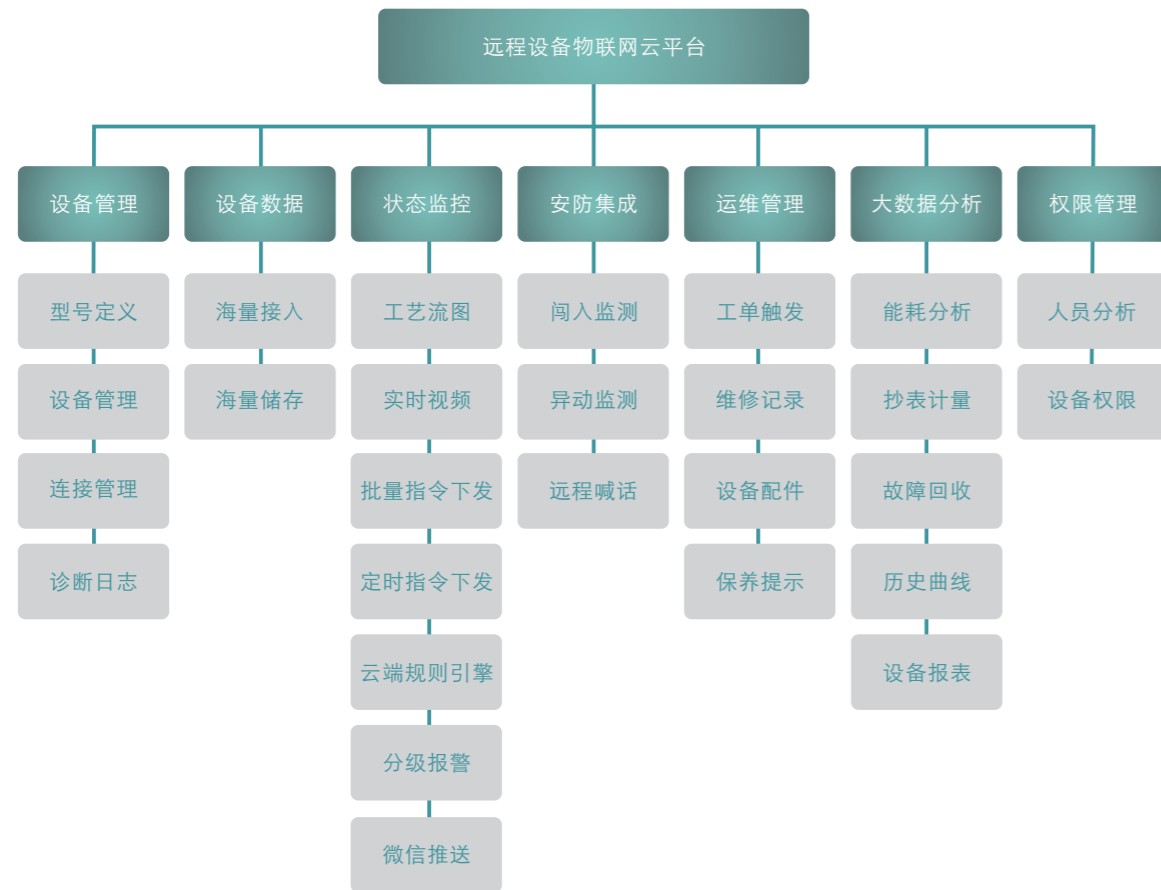 远程设备物联网云平台
设备管理
设备数据
状态监控
安防集成
运维管理
大数据分析
权限管理
型号定义
海量接入
工艺流图
闯入监测
工单触发
能耗分析
人员分析
设备管理
海量储存
实时视频
异动监测
维修记录
抄表计量
设备权限
连接管理
批量指令下发
远程喊话
设备配件
故障回收
诊断日志
定时指令下发
保养提示
历史曲线
云端规则引擎
设备报表
分级报警
微信推送